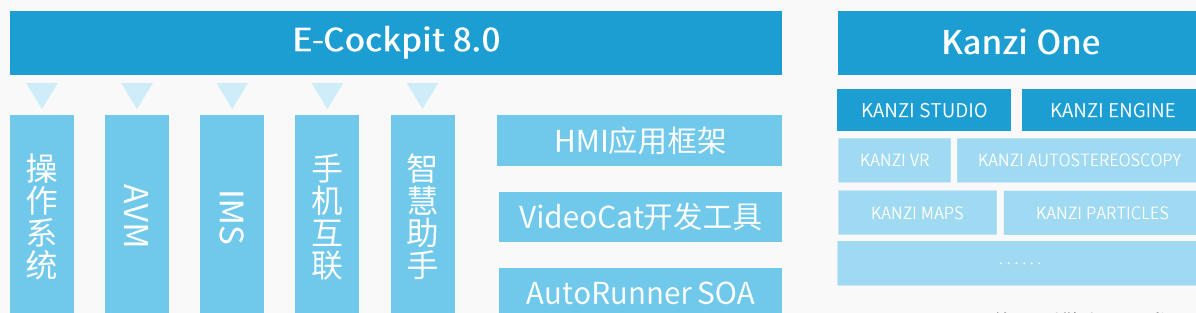 E-Cockpit 8.0
操作系统
AVM
IMS
手机互联
智慧助手
HMI应用框架
VideoCat开发工具
AutoRunner SOA
Kanzi One
KANZI STUDIO
KANZI ENGINE
KANZI VR
KANZI AUTOSTEREOSCOPY
KANZI MAPS
KANZI PARTICLES
······